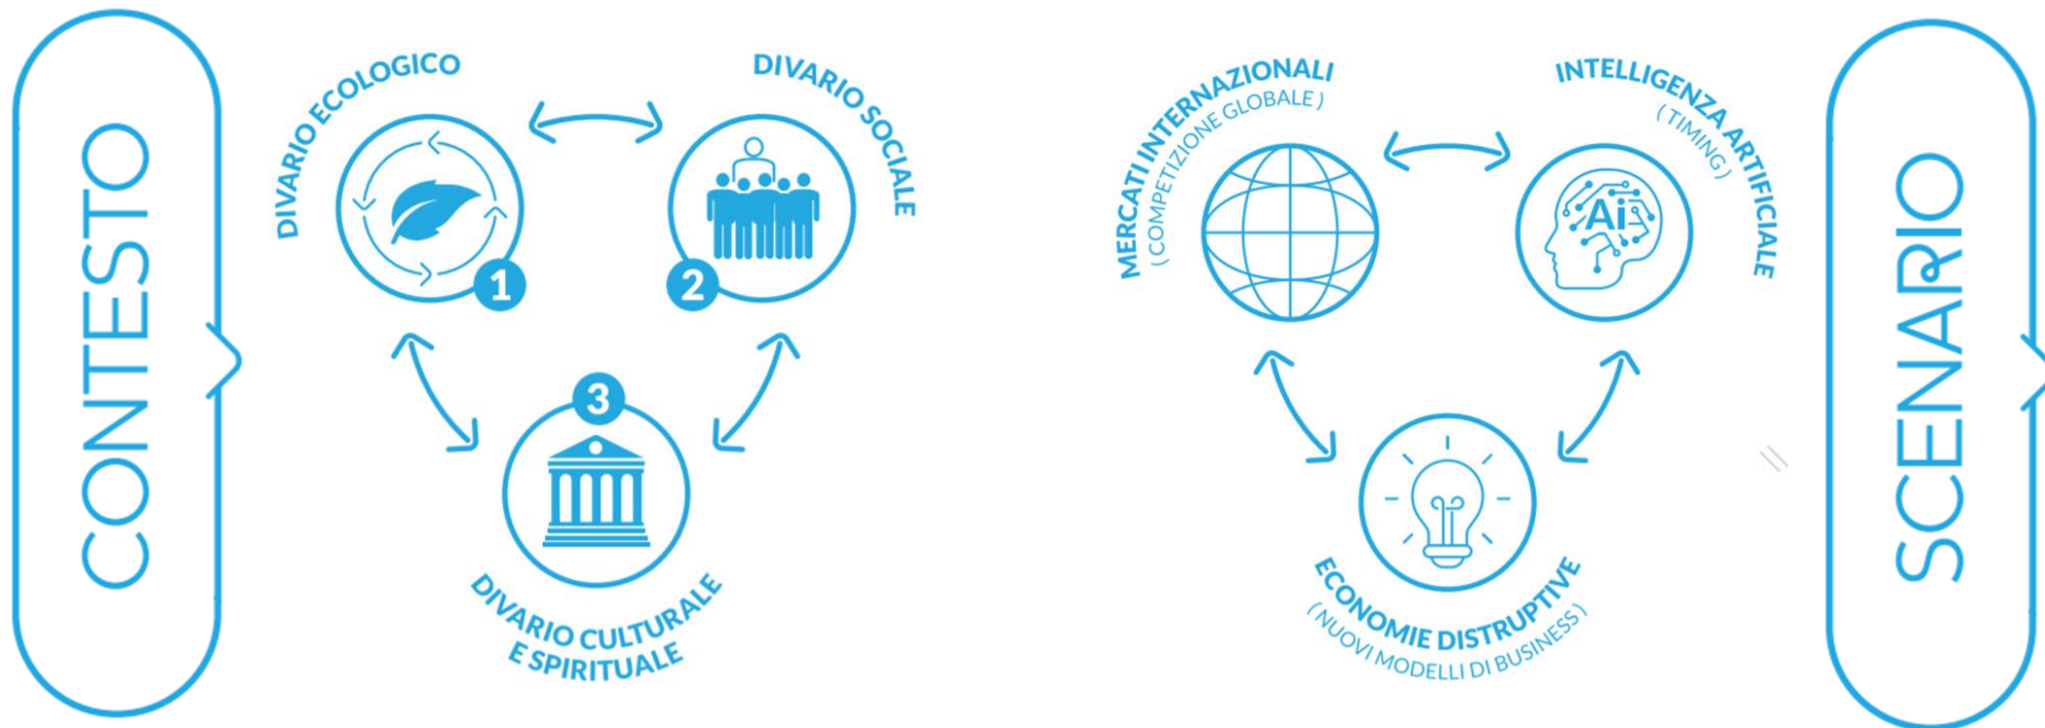 CONTESTO
DIVARIO ECOLOGICO
DIVARIO SOCIALE
1
2
3
DIVARIO CULTURALE
E SPIRITUALE
MERCATI INTERNAZIONALI
(COMPETIZIONE GLOBALE)
INTELLIGENZA ARTIFICIALE
(TIMING)
Ai
ECONOMIE DISTRUPTIVE
(NUOVI MODELLI DI BUSINESS)
SCENARIO